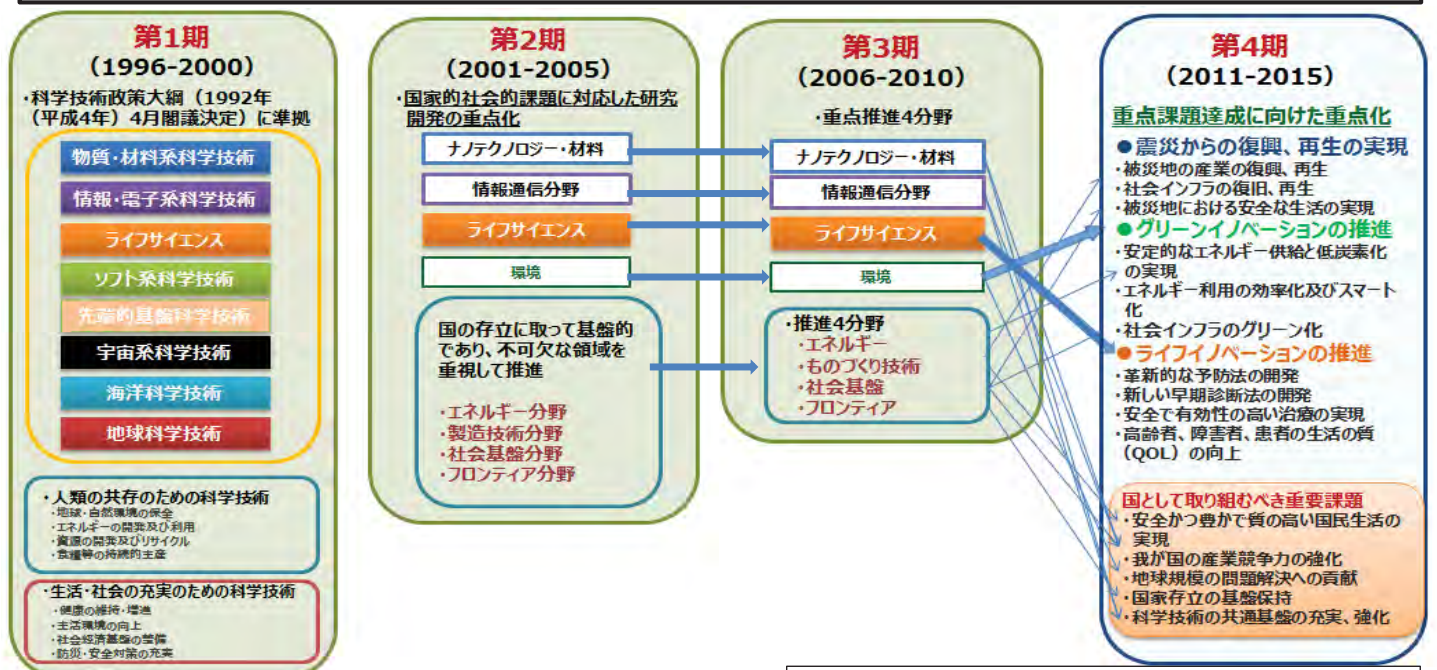 第1期
(1996-2000)
・科学技術政策大綱（1992年
（平成4年）4月閣議決定）に準拠
物質・材料系科学技術
情報・電子系科学技術
ライフサイエンス
ソフト系科学技術
先端的基盤科学技術
宇宙系科学技術
海洋科学技術
地球科学技術
・人類の共存のための科学技術
・地球・自然環境の保全
・エネルギーの開発及び利用
・資源の開発及びリサイクル
・食糧等の持続的生産
・生活・社会の充実のための科学技術
・健康の維持・増進
・生活環境の向上
・社会経済基盤の整備
・防災・安全対策の充実
第2期
(2001-2005)
・国家的社会的課題に対応した研究
開発の重点化
ナノテクノロジー・材料
情報通信分野
ライフサイエンス
環境
国の存立に取って基盤的
であり、不可欠な領域を
重視して推進
・エネルギー分野
・製造技術分野
・社会基盤分野
・フロンティア分野
第3期
(2006-2010)
・重点推進4分野
ナノテクノロジー・材料
情報通信分野
ライフサイエンス
環境
・推進4分野
・エネルギー
・ものづくり技術
・社会基盤
・フロンティア
第4期
(2011-2015)
重点課題達成に向けた重点化
●震災からの復興、再生の実現
・被災地の産業の復興、再生
・社会インフラの復旧、再生
・被災地における安全な生活の実現
●グリーンイノベーションの推進
・安定的なエネルギー供給と低炭素化
の実現
・エネルギー利用の効率化及びスマート
化
・社会インフラのグリーン化
●ライフイノベーションの推進
・革新的な予防法の開発
・新しい早期診断法の開発
・安全で有効性の高い治療の実現
・高齢者、障害者、患者の生活の質
（QOL）の向上
国として取り組むべき重要課題
・安全かつ豊かで質の高い国民生活の
実現
・我が国の産業競争力の強化
・地球規模の問題解決への貢献
・国家存立の基盤保持
・科学技術の共通基盤の充実、強化